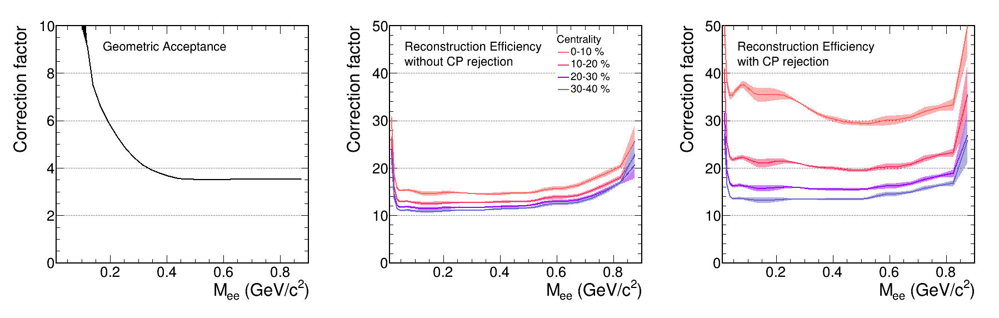 Correction factor
10
8
6
4
2
0
Geometric Acceptance
0.2 0.4 0.6 0.8
Mee (GeV/c2)
Correction factor
50
40
30
20
10
0
Reconstruction Efficiency
without CP rejection
Centrality
0-10 %
10-20 %
20-30 %
30-40 %
0.2 0.4 0.6 0.8
Mee (GeV/c2)
Correction factor
50
40
30
20
10
0
Reconstruction Efficiency
with CP rejection
0.2 0.4 0.6 0.8
Mee (GeV/c2)